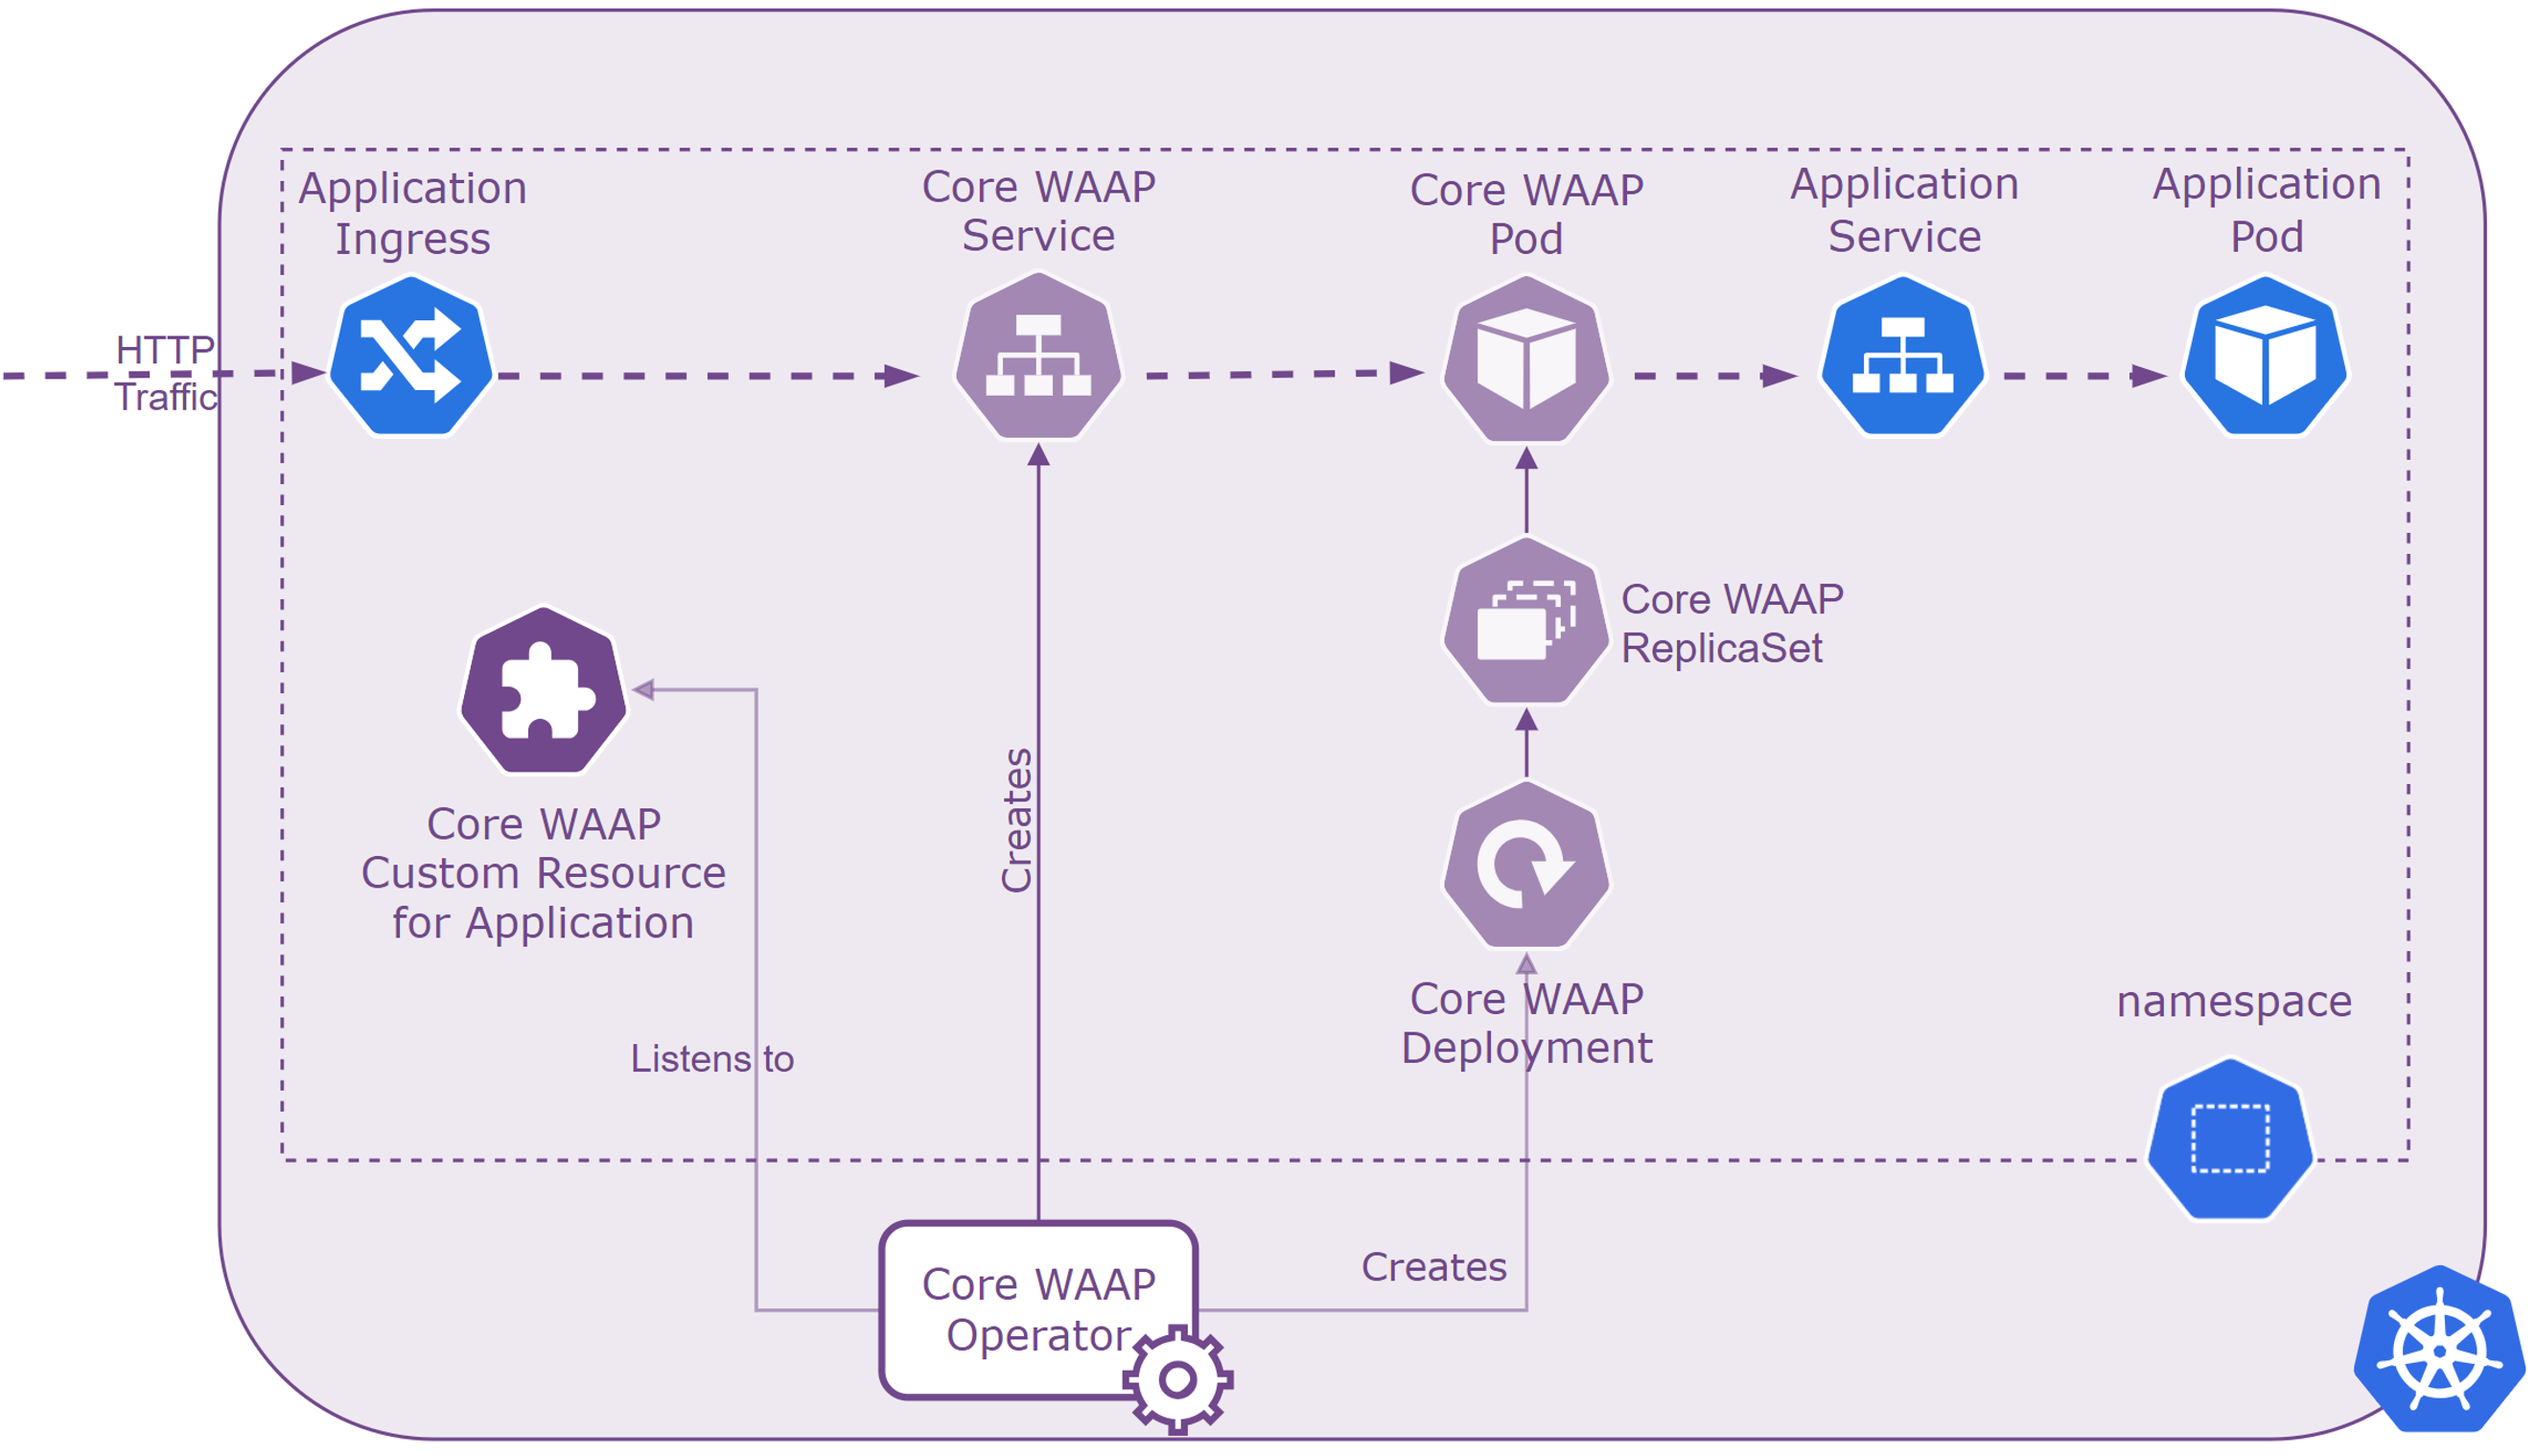 Application
Ingress
Core WAAP
Service
Core WAAP
Pod
Application
Service
Application
Pod
HTTP
Traffic
Core WAAP
ReplicaSet
Core WAAP
Custom Resource
for Application
Creates
Core WAAP
Deployment
namespace
Listens to
Creates
Core WAAP
Operator